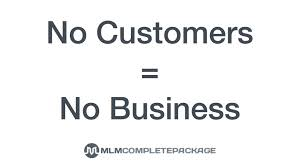 No Customers
=
No Business
MLMCOMPLETEPACKAGE